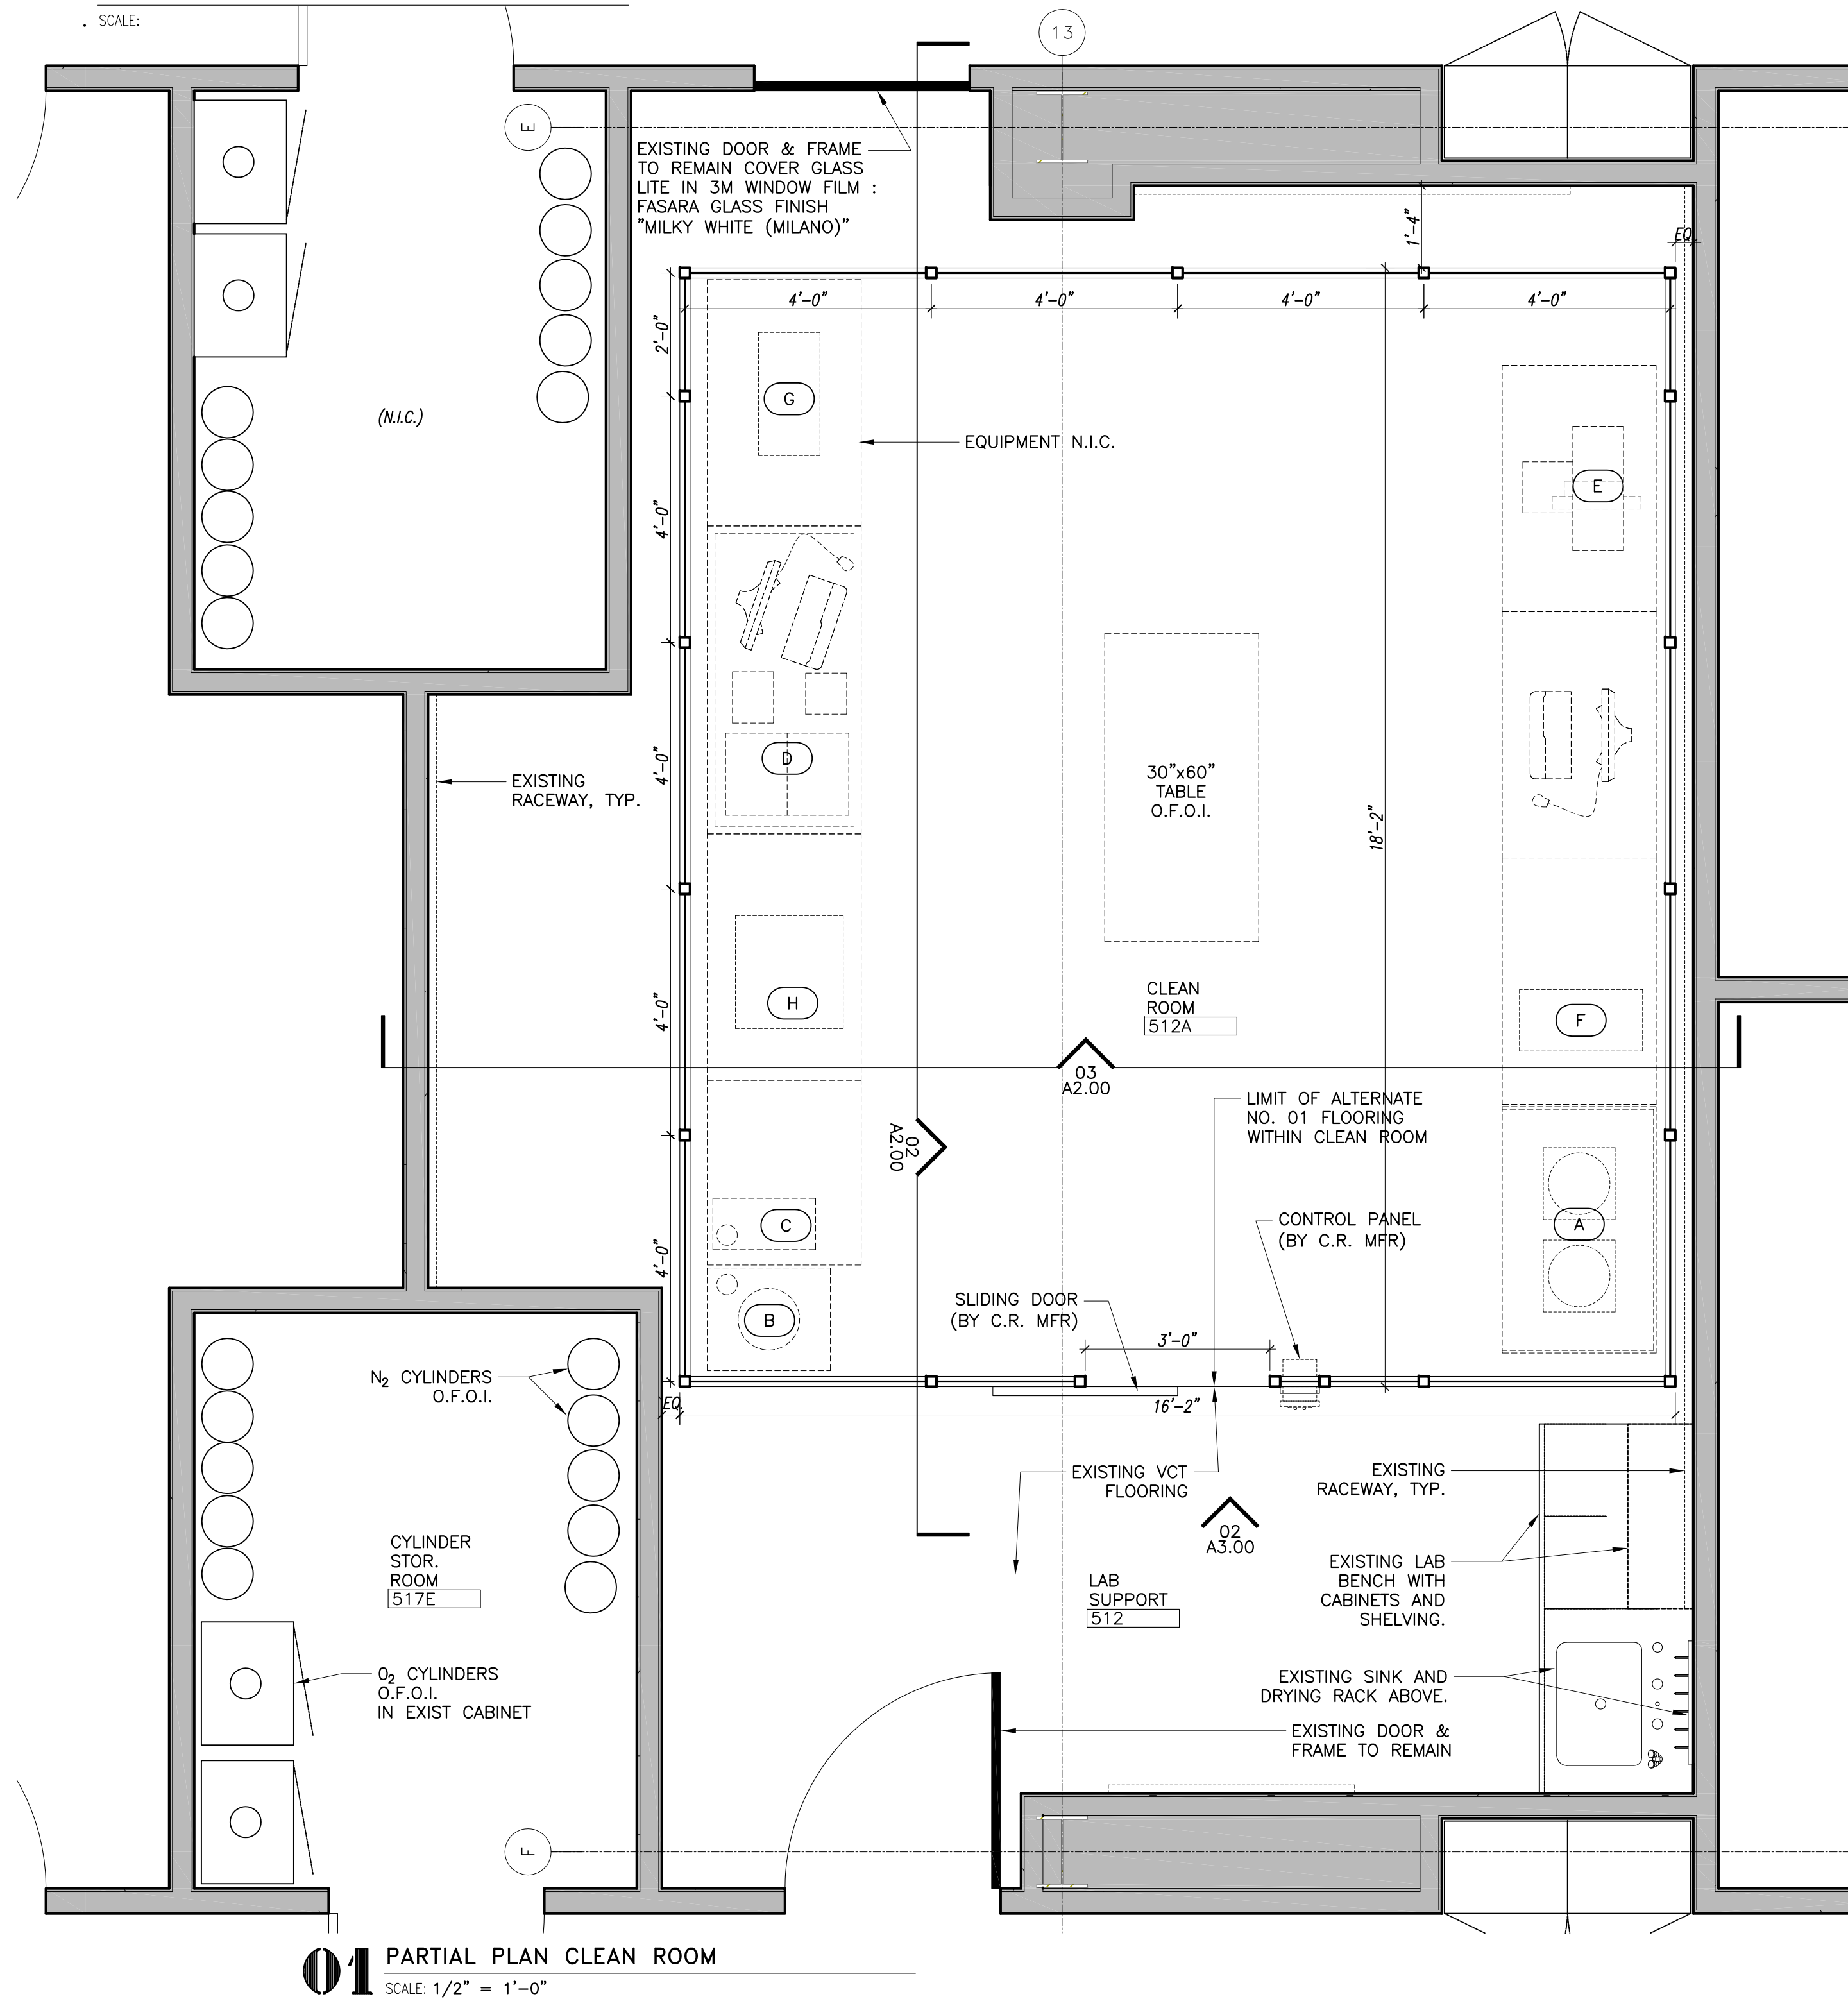 . SCALE:
13
E
EXISTING DOOR & FRAME
TO REMAIN COVER GLASS
LITE IN 3M WINDOW FILM :
FASARA GLASS FINISH
"MILKY WHITE (MILANO)"
1'-4"
EQ
4'-0"
4'-0"
4'-0"
4'-0"
2'-0"
G
(N.I.C.)
EQUIPMENT N.I.C.
E
4'-0"
D
4'-0"
EXISTING
RACEWAY, TYP.
30"x60"
TABLE
O.F.O.I.
18'-2"
H
4'-0"
CLEAN
ROOM
512A
F
03
A2.00
LIMIT OF ALTERNATE
NO. 01 FLOORING
WITHIN CLEAN ROOM
02
A2.00
C
CONTROL PANEL
(BY C.R. MFR)
A
4'-0"
SLIDING DOOR
(BY C.R. MFR)
B
3'-0"
N2 CYLINDERS
O.F.O.I.
EQ.
16'-2"
EXISTING VCT
FLOORING
EXISTING
RACEWAY, TYP.
02
A3.00
CYLINDER
STOR.
ROOM
517E
EXISTING LAB
BENCH WITH
CABINETS AND
SHELVING.
LAB
SUPPORT
512
O2 CYLINDERS
O.F.O.I.
IN EXIST CABINET
EXISTING SINK AND
DRYING RACK ABOVE.
EXISTING DOOR &
FRAME TO REMAIN
F
01 PARTIAL PLAN CLEAN ROOM
SCALE: 1/2" = 1'-0"